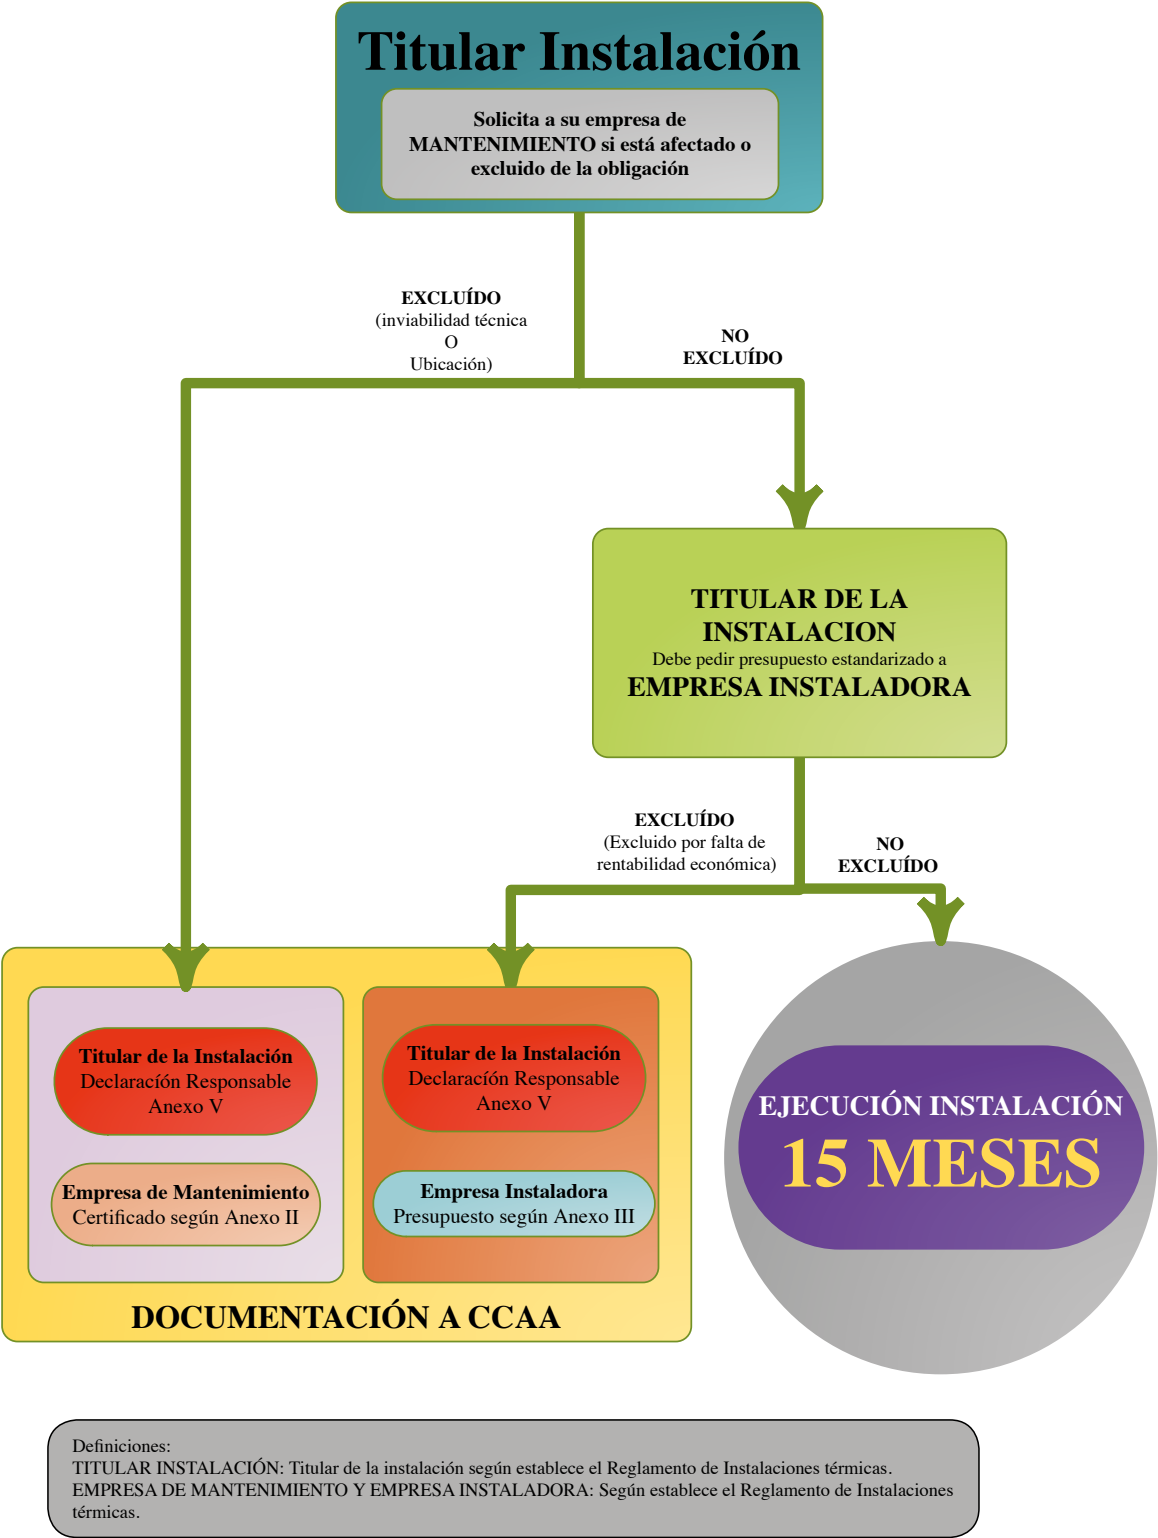 Titular Instalación
Solicita a su empresa de
MANTENIMIENTO si está afectado o
excluido de la obligación
EXCLUÍDO
(inviabilidad técnica
O
Ubicación)
NO
EXCLUÍDO
TITULAR DE LA
INSTALACION
Debe pedir presupuesto estandarizado a
EMPRESA INSTALADORA
EXCLUÍDO
(Excluido por falta de
rentabilidad económica)
NO
EXCLUÍDO
Titular de la Instalación
Declaracíón Responsable
Anexo V
Empresa de Mantenimiento
Certificado según Anexo II
Titular de la Instalación
Declaracíón Responsable
Anexo V
Empresa Instaladora
Presupuesto según Anexo III
DOCUMENTACIÓN A CCAA
EJECUCIÓN INSTALACIÓN
15 MESES
Definiciones:
TITULAR INSTALACIÓN: Titular de la instalación según establece el Reglamento de Instalaciones térmicas.
EMPRESA DE MANTENIMIENTO Y EMPRESA INSTALADORA: Según establece el Reglamento de Instalaciones
térmicas.